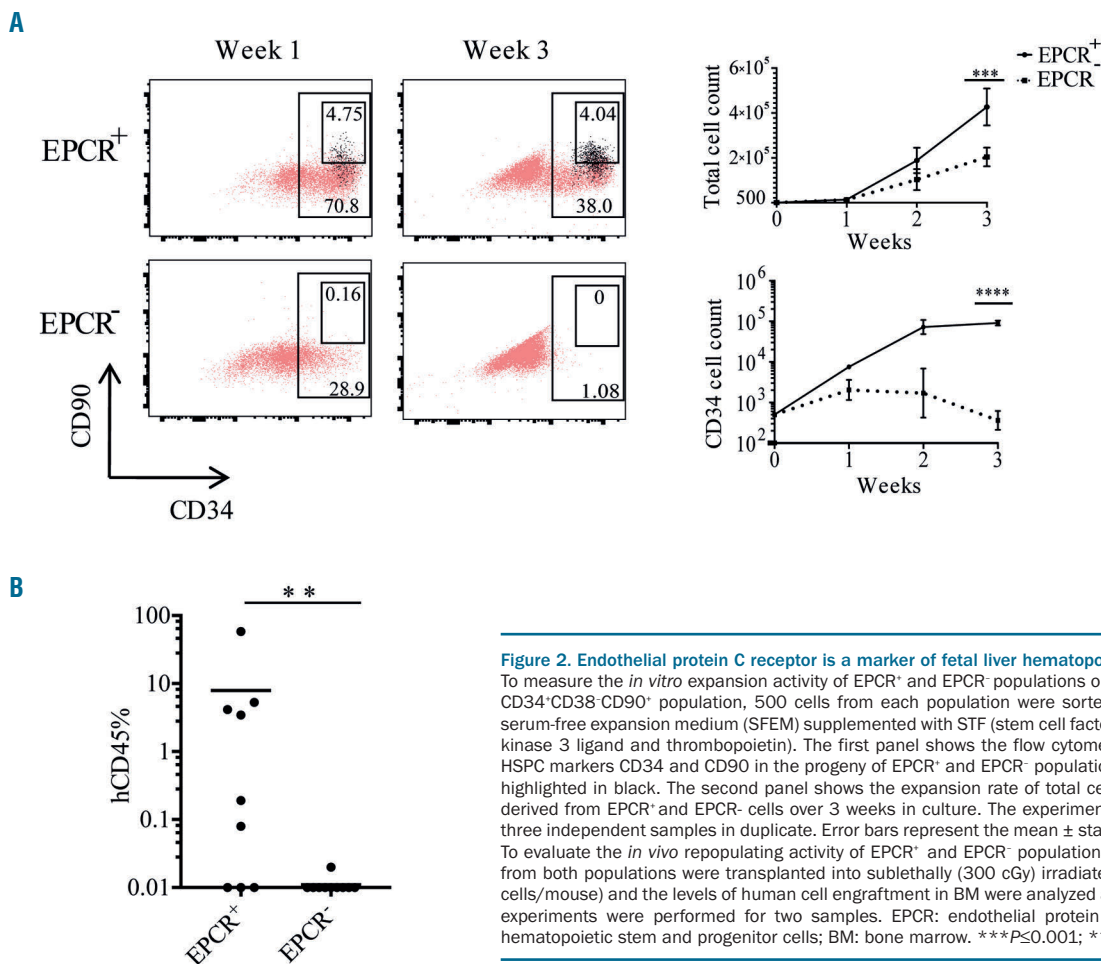 A
Week 1
Week 3
EPCR⁺
4.75
70.8
4.04
38.0
EPCR⁻
0.16
28.9
0
1.08
CD90
CD34
Total cell count
6×10⁵
4×10⁵
2×10⁵
500
0 1 2 3
Weeks
***
EPCR⁺
EPCR⁻
CD34 cell count
10⁶
10⁵
10⁴
10³
10²
0 1 2 3
Weeks
****
B
hCD45%
100
10
1
0.1
0.01
**
EPCR⁺
EPCR⁻
Figure 2. Endothelial protein C receptor is a marker of fetal liver hematopo
To measure the in vitro expansion activity of EPCR⁺ and EPCR⁻ populations o
CD34⁺CD38⁻CD90⁺ population, 500 cells from each population were sorte
serum-free expansion medium (SFEM) supplemented with STF (stem cell facto
kinase 3 ligand and thrombopoietin). The first panel shows the flow cytome
HSPC markers CD34 and CD90 in the progeny of EPCR⁺ and EPCR⁻ populatio
highlighted in black. The second panel shows the expansion rate of total ce
derived from EPCR⁺ and EPCR- cells over 3 weeks in culture. The experimen
three independent samples in duplicate. Error bars represent the mean ± sta
To evaluate the in vivo repopulating activity of EPCR⁺ and EPCR⁻ population
from both populations were transplanted into sublethally (300 cGy) irradiate
cells/mouse) and the levels of human cell engraftment in BM were analyzed
experiments were performed for two samples. EPCR: endothelial protein
hematopoietic stem and progenitor cells; BM: bone marrow. ***P≤0.001; **